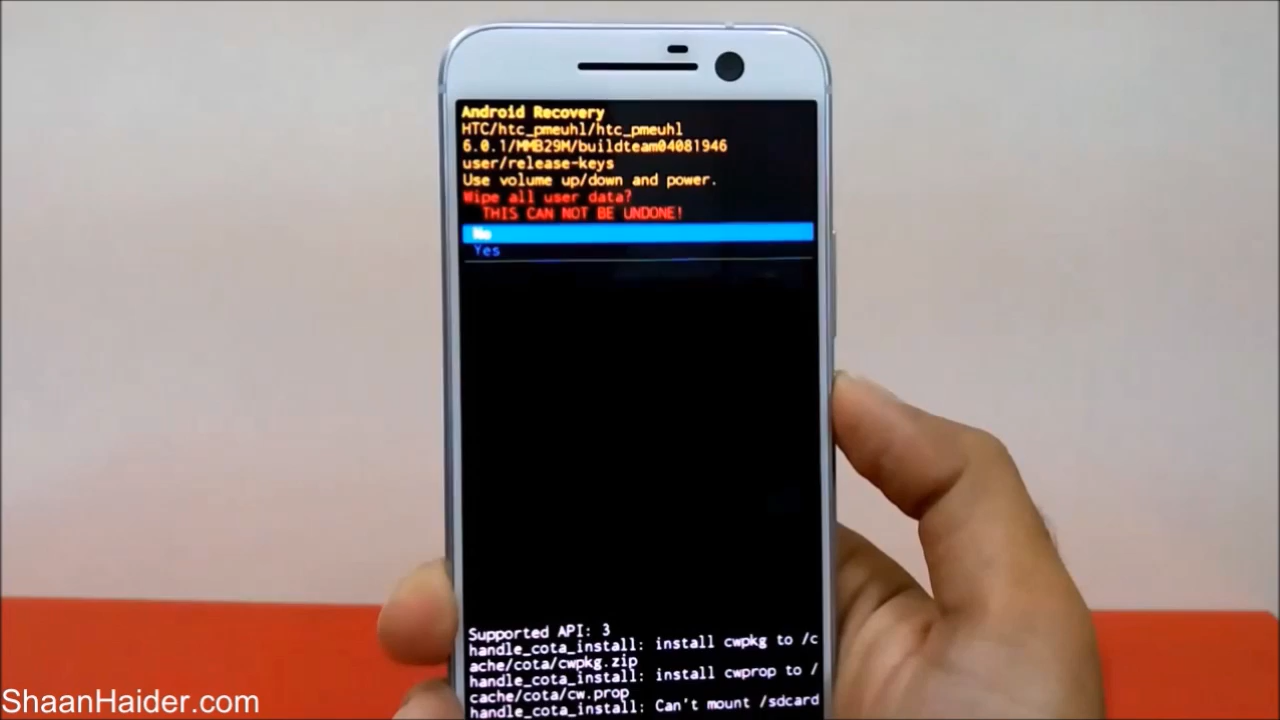 Android Recovery
HTC/htc_pmeuhl/htc_pmeuhl
6.0.1/MMB29M/buildteam04081946
user/release-keys
Use volume up/down and power.
Wipe all user data?
THIS CAN NOT BE UNDONE!
No
Yes
Supported API: 3
handle_cota_install: install cwpkg to /c
ache/cota/cwpkg.zip
handle_cota_install: install cwprop to /
cache/cota/cw.prop
handle_cota_install: Can't mount /sdcard
ShaanHaider.com